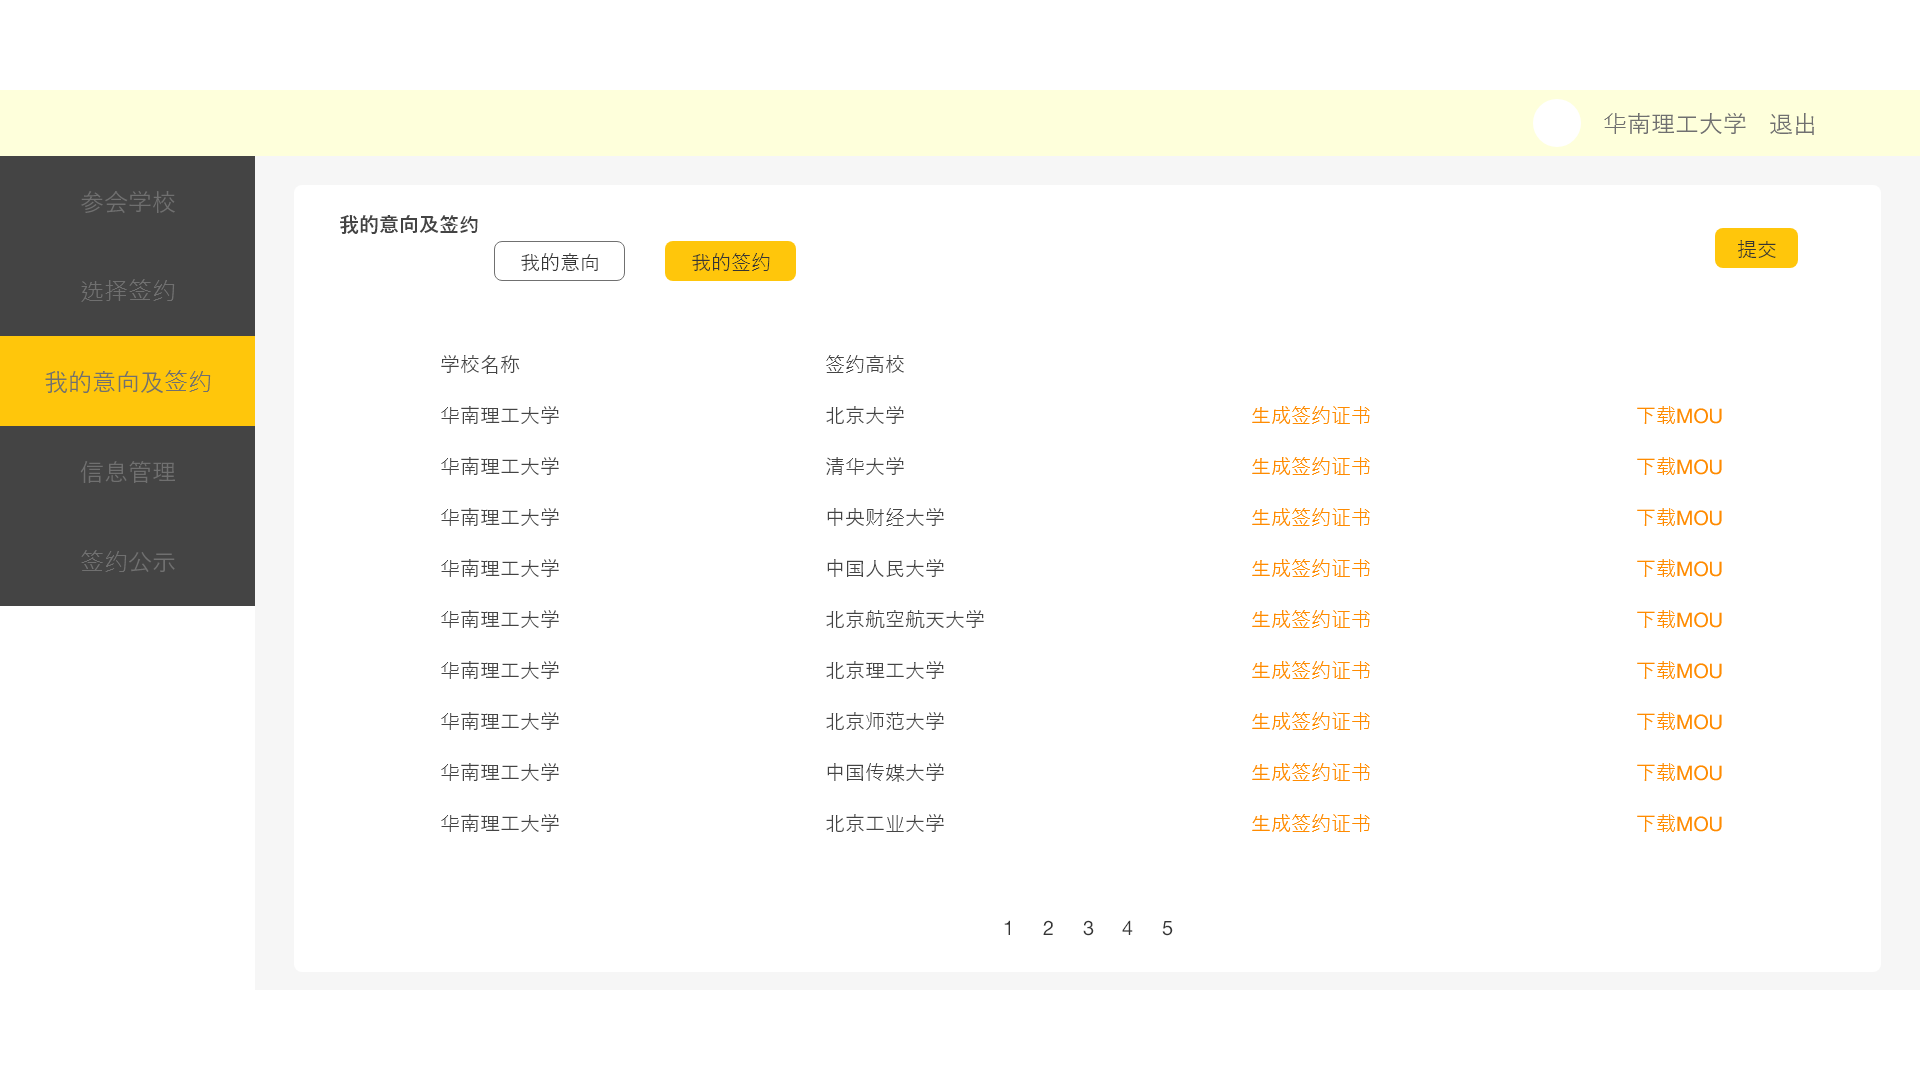 华南理工大学 退出
参会学校
选择签约
我的意向及签约
信息管理
签约公示
我的意向及签约
我的意向 我的签约 提交
学校名称 签约高校
华南理工大学 北京大学 生成签约证书 下载MOU
华南理工大学 清华大学 生成签约证书 下载MOU
华南理工大学 中央财经大学 生成签约证书 下载MOU
华南理工大学 中国人民大学 生成签约证书 下载MOU
华南理工大学 北京航空航天大学 生成签约证书 下载MOU
华南理工大学 北京理工大学 生成签约证书 下载MOU
华南理工大学 北京师范大学 生成签约证书 下载MOU
华南理工大学 中国传媒大学 生成签约证书 下载MOU
华南理工大学 北京工业大学 生成签约证书 下载MOU
1 2 3 4 5